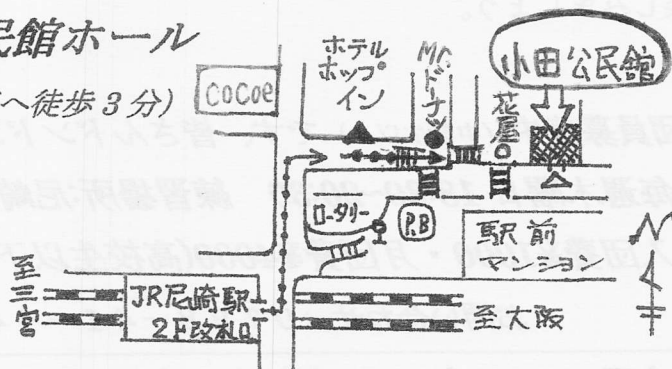 民館ホール
へ徒歩3分)
cocoe
ホテル
ホップ
イン
Mr.ドーナツ
花屋
小田公民館
ロータリー
P.B
駅前
マンション
至三宮
JR尼崎駅
2F改札口
至大阪
N